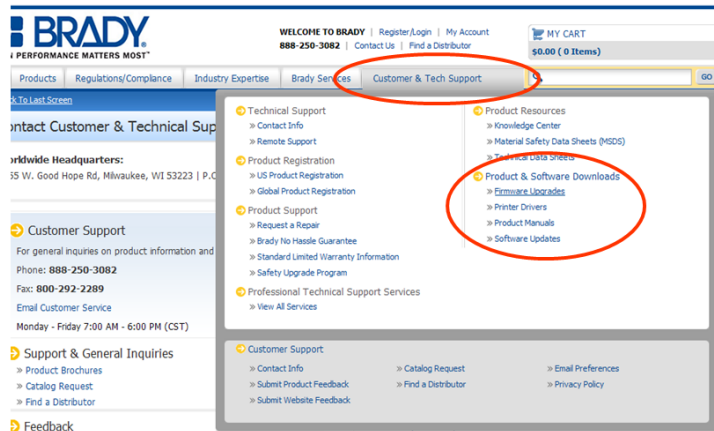 BRADY.
WELCOME TO BRADY | Register/Login | My Account
888-250-3082 | Contact Us | Find a Distributor
MY CART
$0.00 ( 0 Items)
PERFORMANCE MATTERS MOST™
Products Regulations/Compliance Industry Expertise Brady Services Customer & Tech Support GO
To Last Screen
Customer & Technical
Headquarters:
W. Good Hope Rd, Milwaukee, WI 53223 |
Customer Support
For general inquiries on product information and
Phone: 888-250-3082
Fax: 800-292-2289
Email Customer Service
Monday - Friday 7:00 AM - 6:00 PM (CST)
Support & General Inquiries
» Product Brochures
» Catalog Request
» Find a Distributor
Feedback
Technical Support
» Contact Info
» Remote Support
Product Registration
» US Product Registration
» Global Product Registration
Product Support
» Request a Repair
» Brady No Hassle Guarantee
» Standard Limited Warranty Information
» Safety Upgrade Program
Professional Technical Support Services
» View All Services
Product Resources
» Knowledge Center
» Material Safety Data Sheets (MSDS)
» Technical Data Sheets
Product & Software Downloads
» Firmware Upgrades
» Printer Drivers
» Product Manuals
» Software Updates
Customer Support
» Contact Info
» Submit Product Feedback
» Submit Website Feedback
» Catalog Request
» Find a Distributor
» Email Preferences
» Privacy Policy